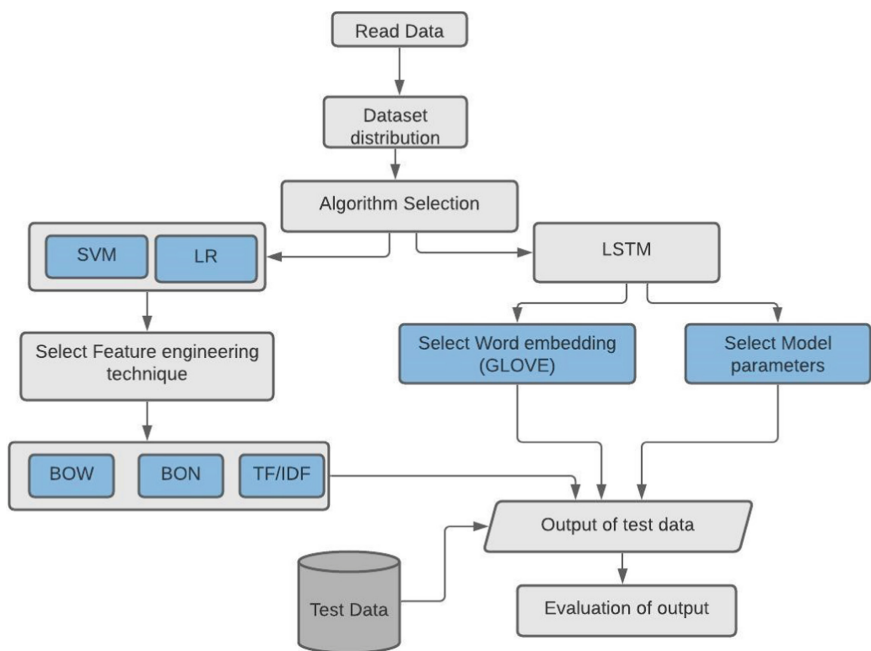 Read Data
Dataset
distribution
Algorithm Selection
SVM
LR
LSTM
Select Feature engineering
technique
Select Word embedding
(GLOVE)
Select Model
parameters
BOW
BON
TF/IDF
Output of test data
Test Data
Evaluation of output